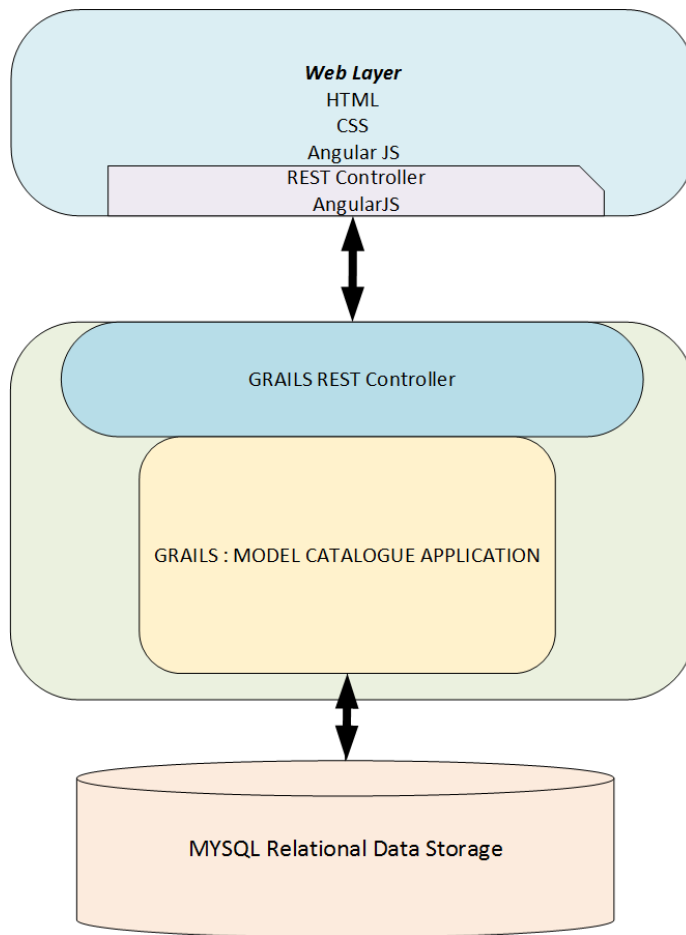 Web Layer
HTML
CSS
Angular JS
REST Controller
AngularJS
GRAILS REST Controller
GRAILS : MODEL CATALOGUE APPLICATION
MYSQL Relational Data Storage